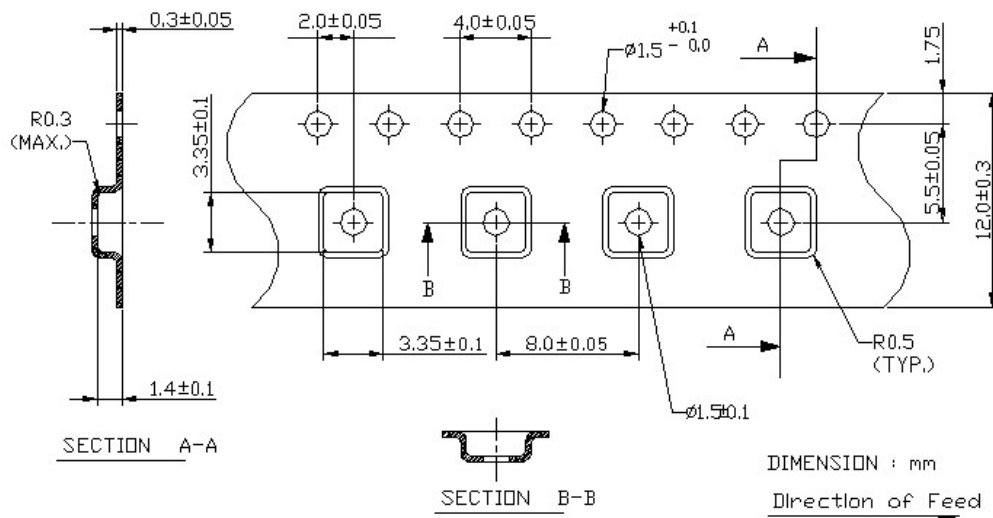 0.3±0.05
2.0±0.05
4.0±0.05
ø1.5 +0.1 - 0.0
A
1.75
R0.3
(MAX.)
3.35±0.1
5.5±0.05
12.0±0.3
B
B
3.35±0.1
8.0±0.05
A
R0.5
(TYP.)
1.4±0.1
ø1.5±0.1
SECTION A-A
SECTION B-B
DIMENSION : mm
Direction of Feed